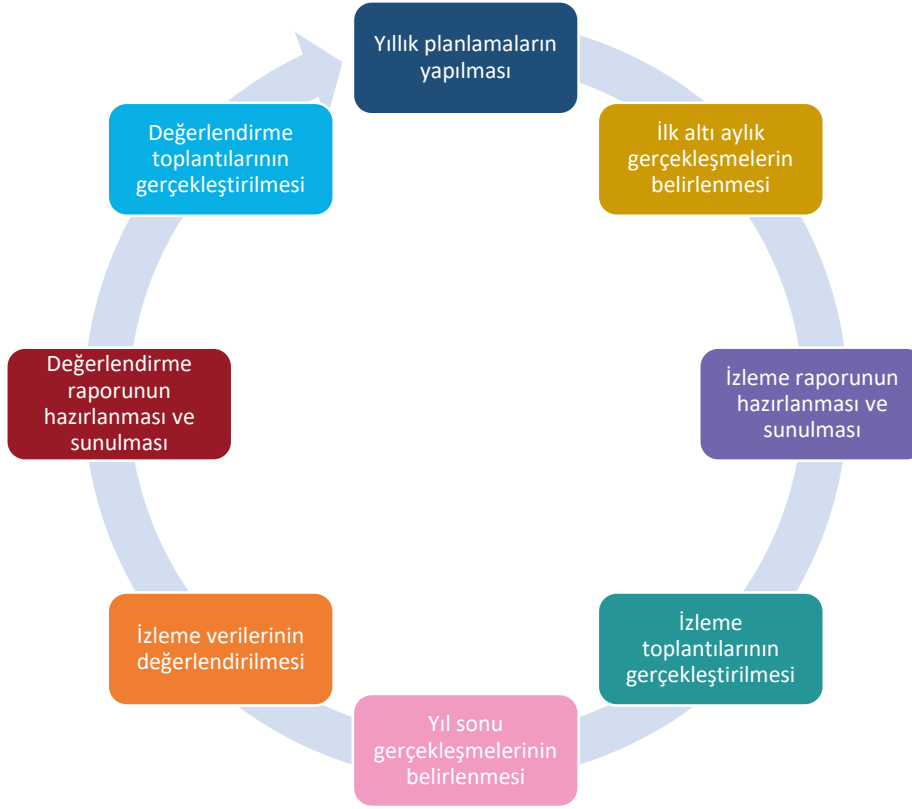 Yıllık planlamaların
yapılması
İlk altı aylık
gerçekleşmelerin
belirlenmesi
İzleme raporunun
hazırlanması ve
sunulması
İzleme
toplantılarının
gerçekleştirilmesi
Yıl sonu
gerçekleşmelerinin
belirlenmesi
İzleme verilerinin
değerlendirilmesi
Değerlendirme
raporunun
hazırlanması ve
sunulması
Değerlendirme
toplantılarının
gerçekleştirilmesi